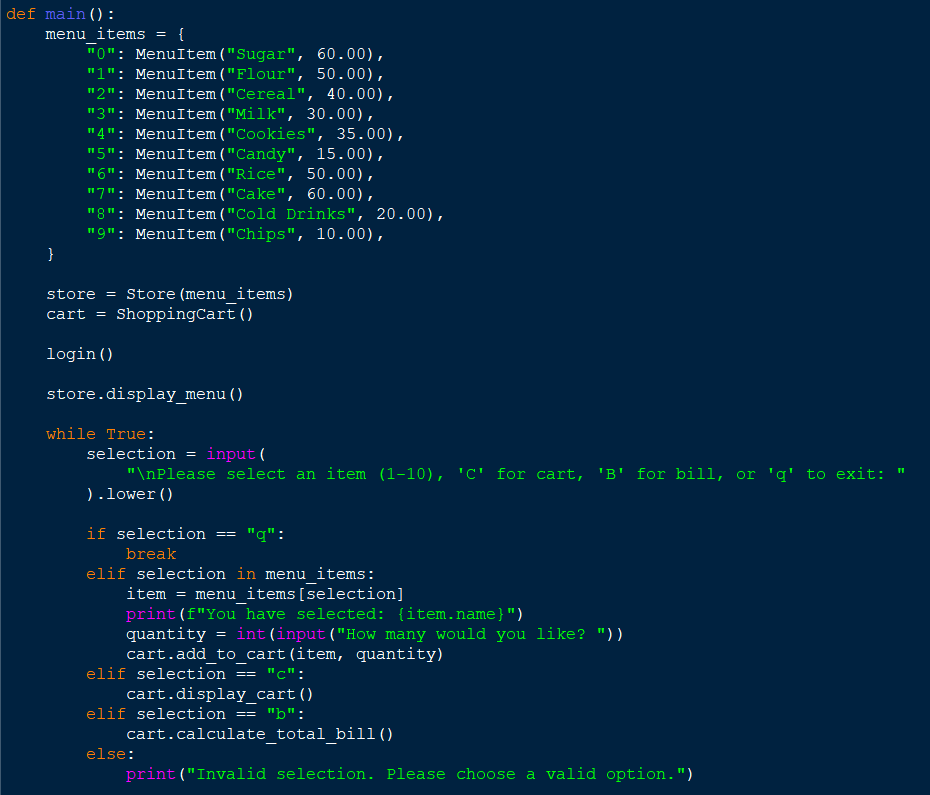 def main():
    menu_items = {
        "0": MenuItem("Sugar", 60.00),
        "1": MenuItem("Flour", 50.00),
        "2": MenuItem("Cereal", 40.00),
        "3": MenuItem("Milk", 30.00),
        "4": MenuItem("Cookies", 35.00),
        "5": MenuItem("Candy", 15.00),
        "6": MenuItem("Rice", 50.00),
        "7": MenuItem("Cake", 60.00),
        "8": MenuItem("Cold Drinks", 20.00),
        "9": MenuItem("Chips", 10.00),
    }

    store = Store(menu_items)
    cart = ShoppingCart()

    login()

    store.display_menu()

    while True:
        selection = input(
            "\nPlease select an item (1-10), 'C' for cart, 'B' for bill, or 'q' to exit: "
        ).lower()

        if selection == "q":
            break
        elif selection in menu_items:
            item = menu_items[selection]
            print(f"You have selected: {item.name}")
            quantity = int(input("How many would you like? "))
            cart.add_to_cart(item, quantity)
        elif selection == "c":
            cart.display_cart()
        elif selection == "b":
            cart.calculate_total_bill()
        else:
            print("Invalid selection. Please choose a valid option.")